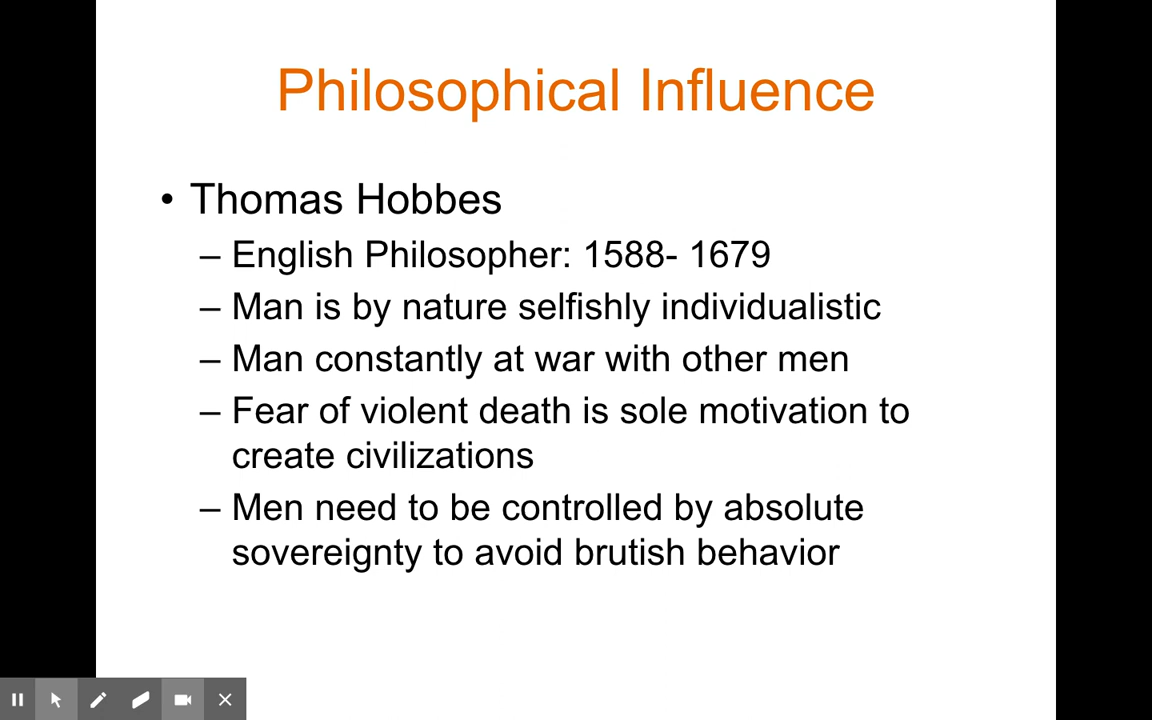 Philosophical Influence
• Thomas Hobbes
– English Philosopher: 1588- 1679
– Man is by nature selfishly individualistic
– Man constantly at war with other men
– Fear of violent death is sole motivation to
create civilizations
– Men need to be controlled by absolute
sovereignty to avoid brutish behavior